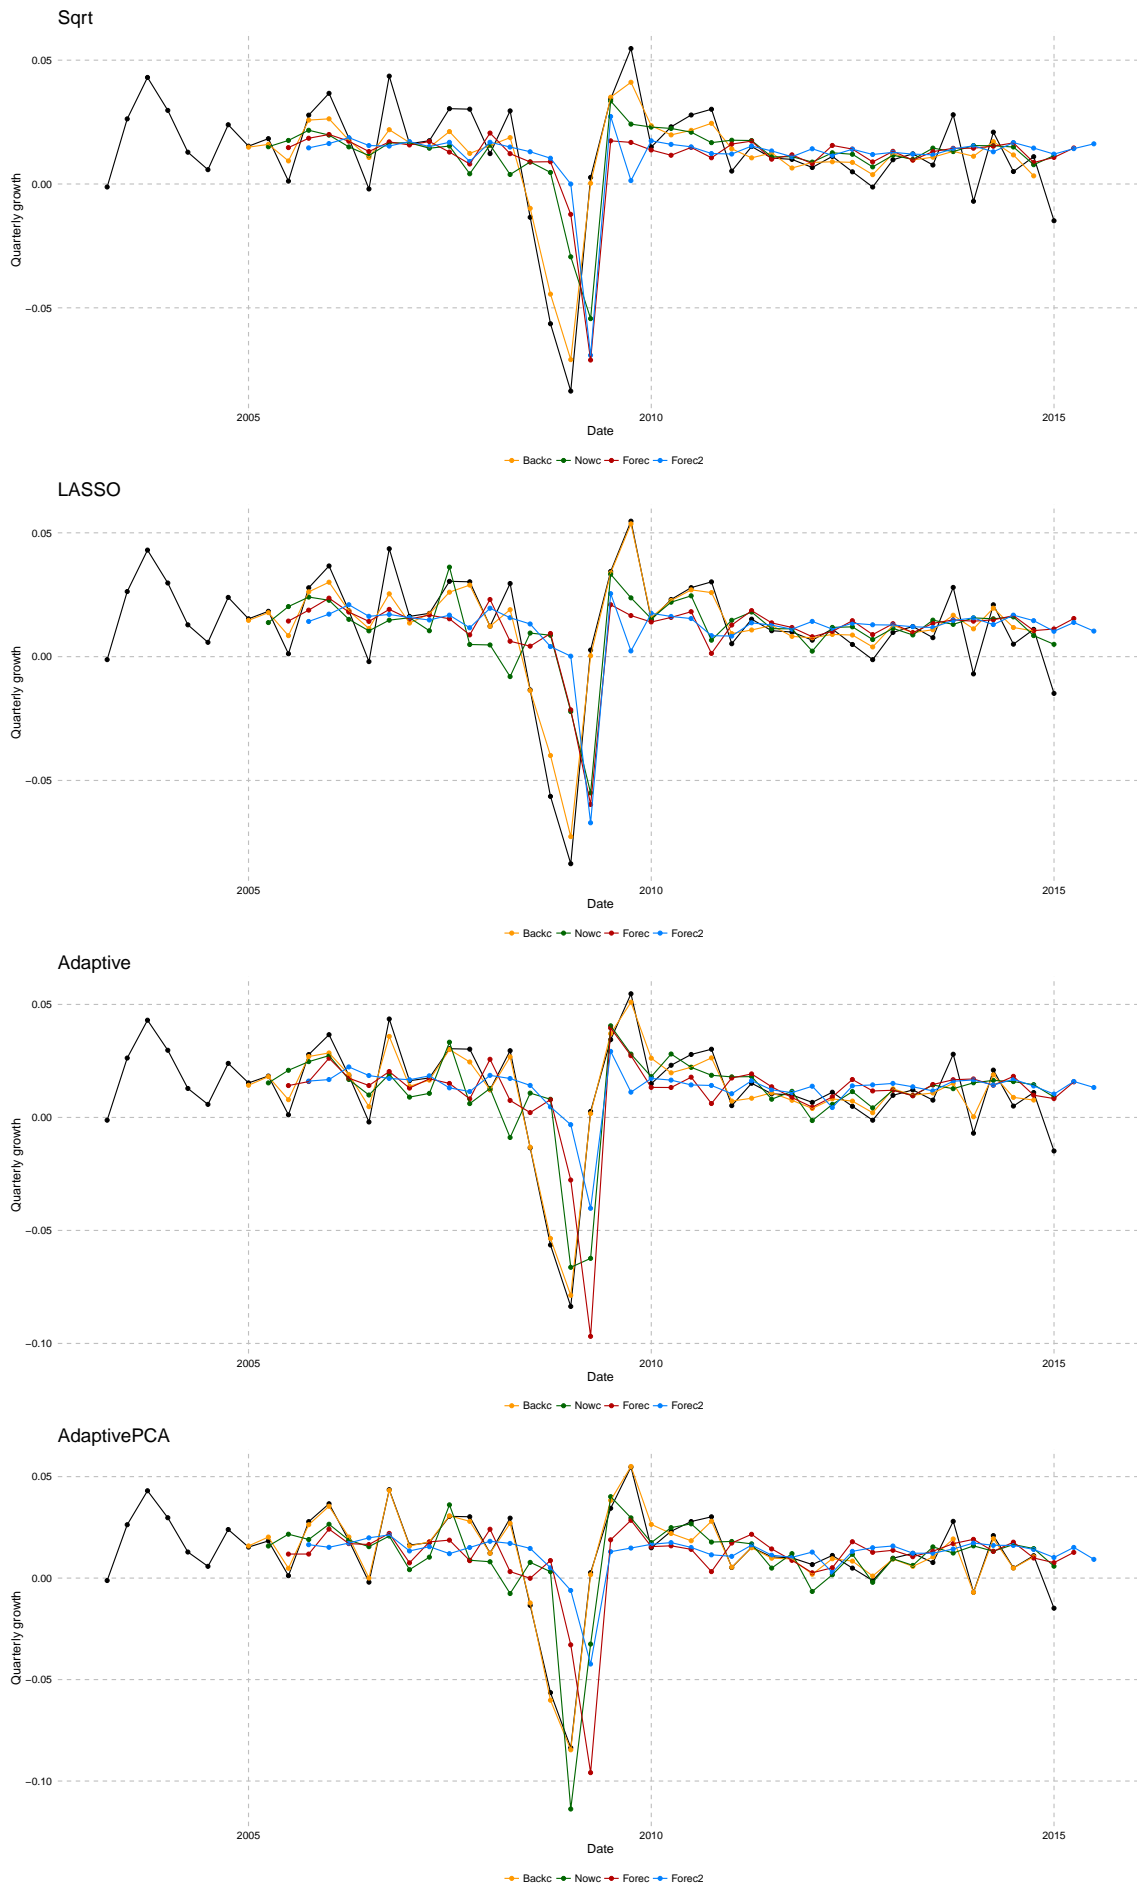 Sqrt
0.05
0.00
−0.05
Quarterly growth
2005 2010 2015
Date
Backc Nowc Forec Forec2
LASSO
0.05
0.00
−0.05
Quarterly growth
2005 2010 2015
Date
Backc Nowc Forec Forec2
Adaptive
0.05
0.00
−0.05
−0.10
Quarterly growth
2005 2010 2015
Date
Backc Nowc Forec Forec2
AdaptivePCA
0.05
0.00
−0.05
−0.10
Quarterly growth
2005 2010 2015
Date
Backc Nowc Forec Forec2